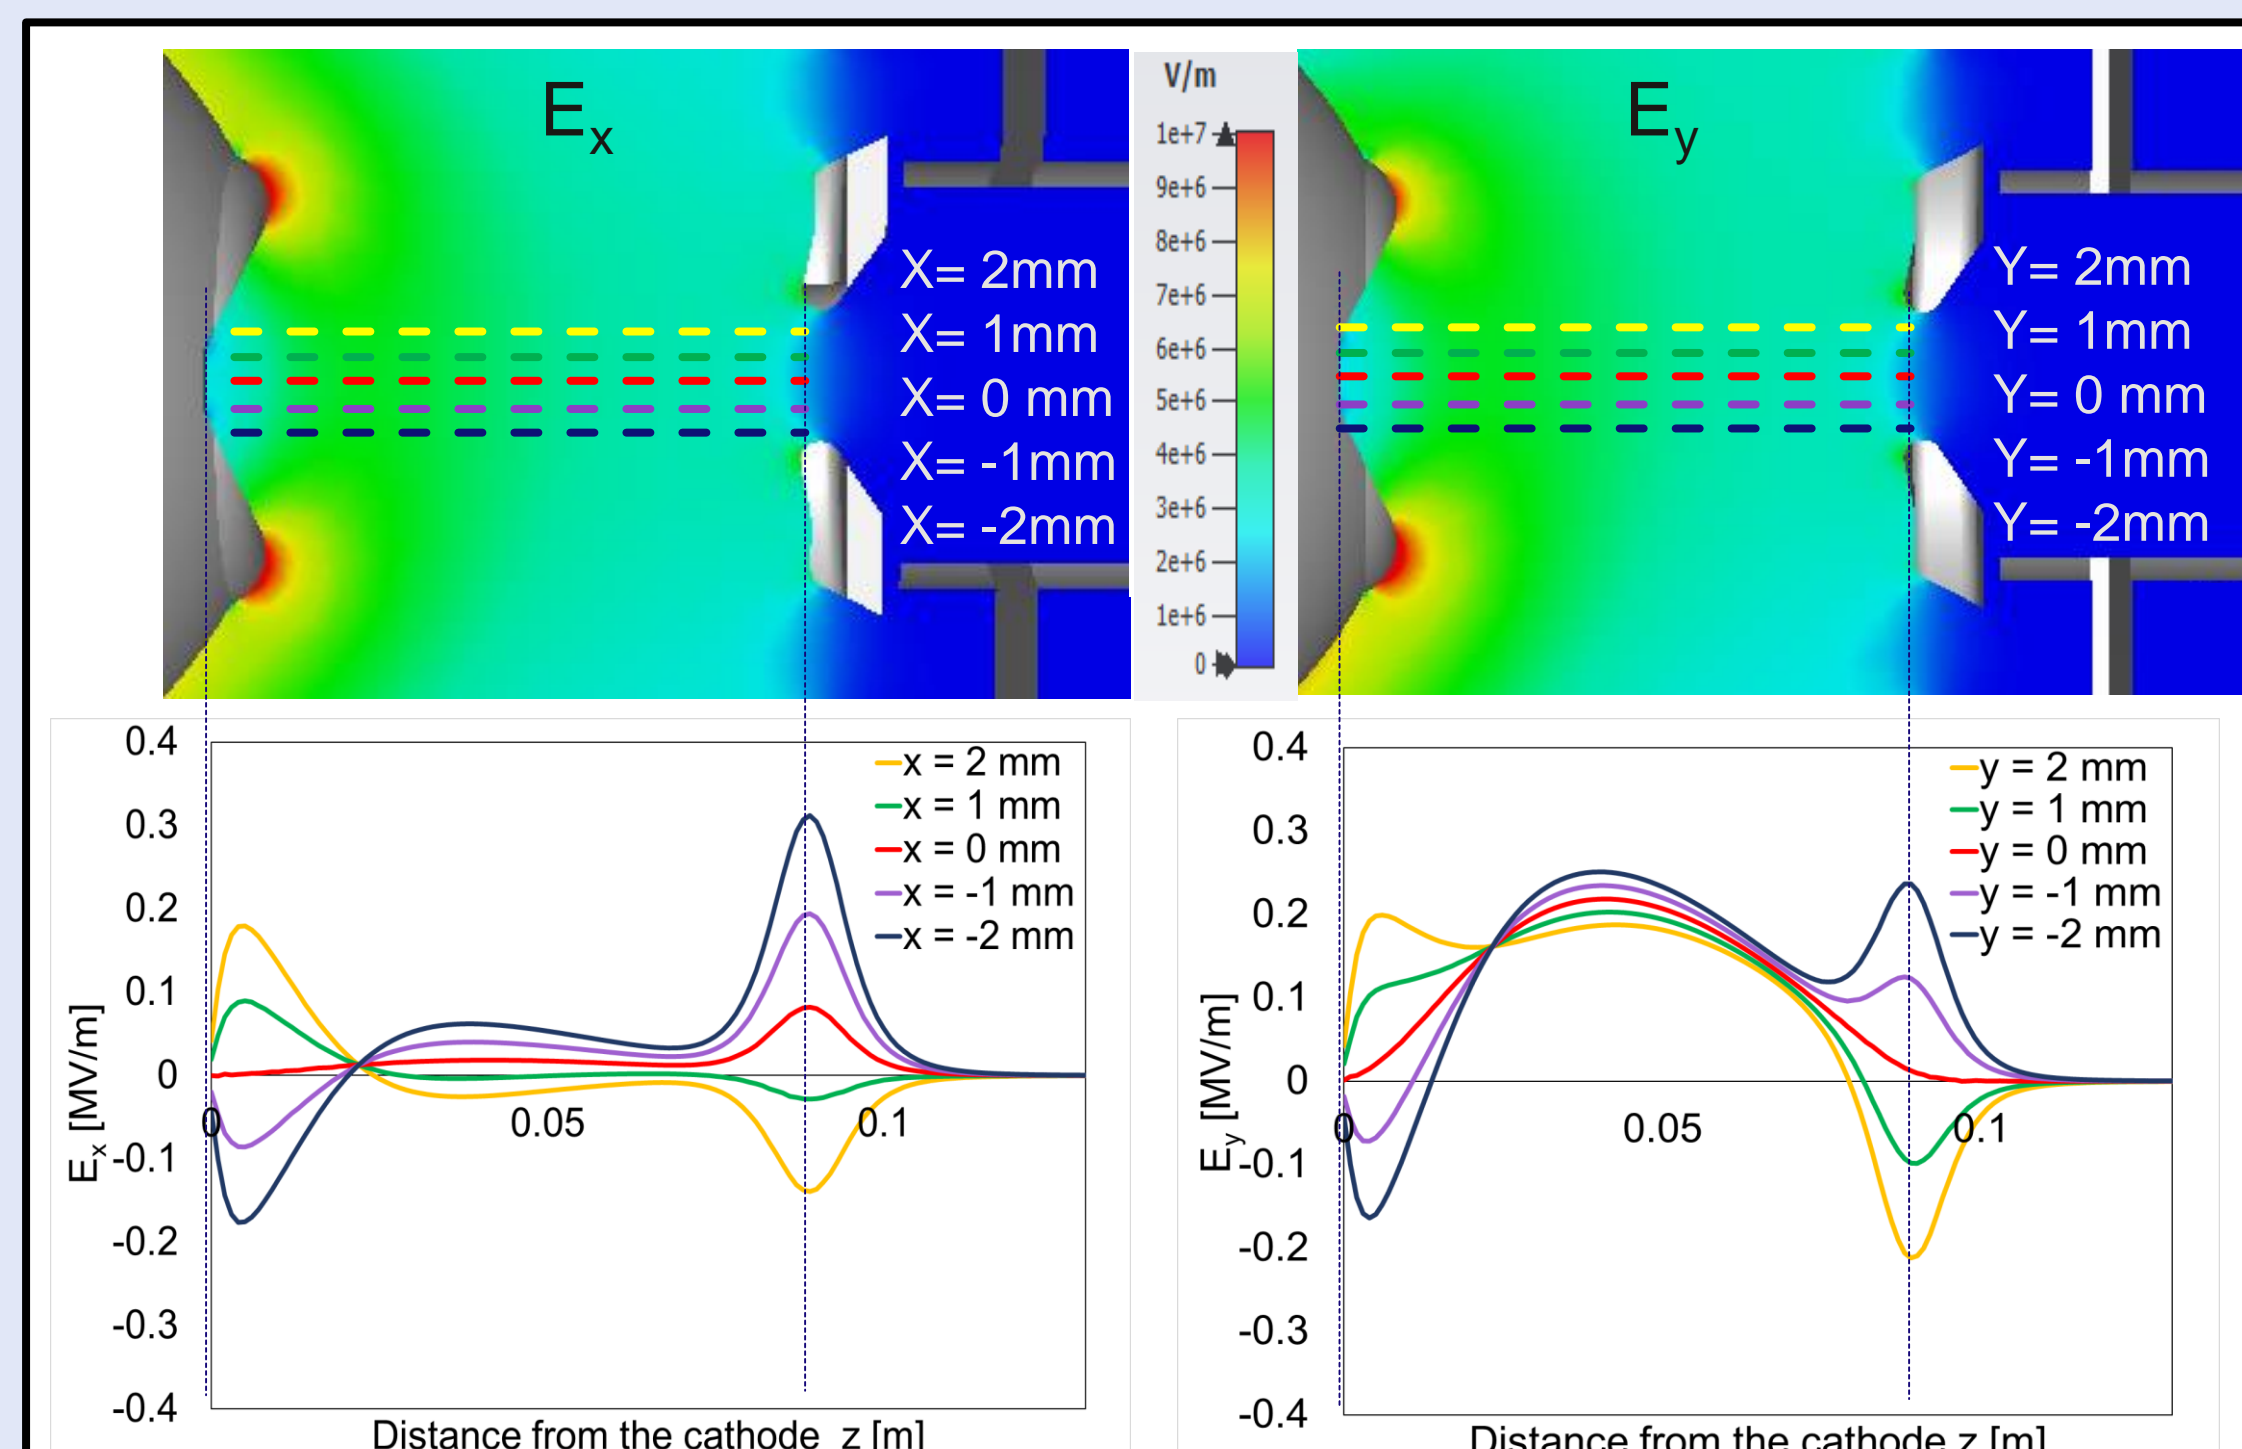 Ex
V/m
1e+7
9e+6
8e+6
7e+6
6e+6
5e+6
4e+6
3e+6
2e+6
1e+6
0
X= 2mm
X= 1mm
X= 0 mm
X= -1mm
X= -2mm
Ey
Y= 2mm
Y= 1mm
Y= 0 mm
Y= -1mm
Y= -2mm
0.4
0.3
0.2
0.1
0
-0.1
-0.2
-0.3
-0.4
Ex [MV/m]
x = 2 mm
x = 1 mm
x = 0 mm
x = -1 mm
x = -2 mm
0
0.05
0.1
Distance from the cathode z [m]
0.4
0.3
0.2
0.1
0
-0.1
-0.2
-0.3
-0.4
Ey [MV/m]
y = 2 mm
y = 1 mm
y = 0 mm
y = -1 mm
y = -2 mm
0
0.05
0.1
Distance from the cathode z [m]